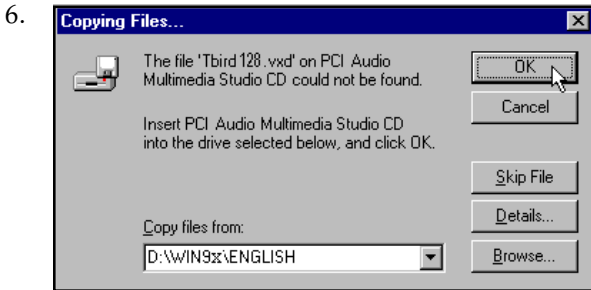 6.
Copying Files...
The file 'Tbird128.vxd' on PCI Audio
Multimedia Studio CD could not be found.
Insert PCI Audio Multimedia Studio CD
into the drive selected below, and click OK.
Copy files from:
D:\WIN9x\ENGLISH
OK
Cancel
Skip File
Details...
Browse...